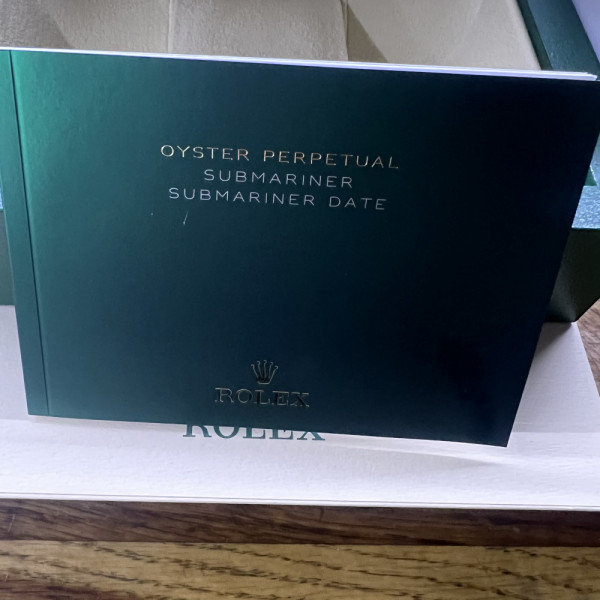 OYSTER PERPETUAL
SUBMARINER
SUBMARINER DATE
ROLEX
ROLEX